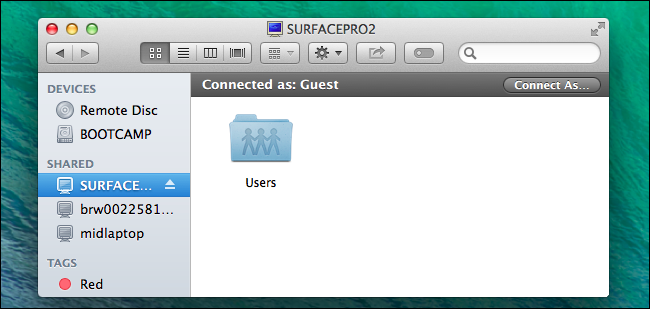 SURFACEPRO2
DEVICES
Remote Disc
BOOTCAMP
SHARED
SURFACE...
brw0022581...
midlaptop
TAGS
Red
Connected as: Guest
Connect As...
Users